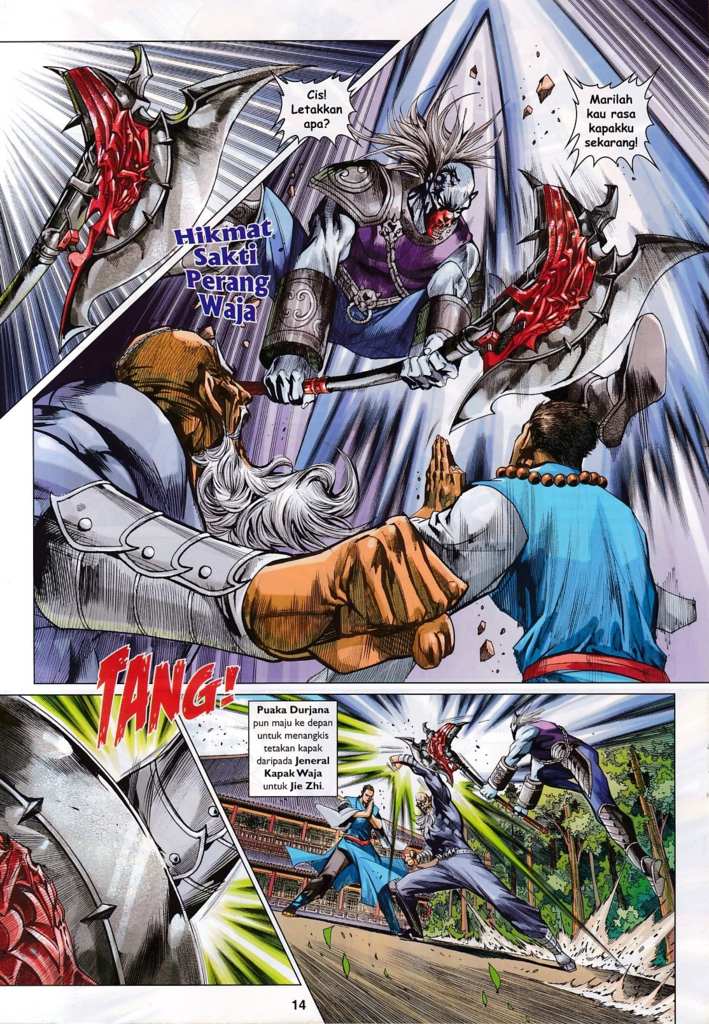 Cis!
Letakkan
apa?
Marilah
kau rasa
kapakku
sekarang!
Hikmat
Sakti
Perang
Waja
TANG!
Puaka Durjana
pun maju ke depan
untuk menangkis
tetakan kapak
daripada Jeneral
Kapak Waja
untuk Jie Zhi.
14